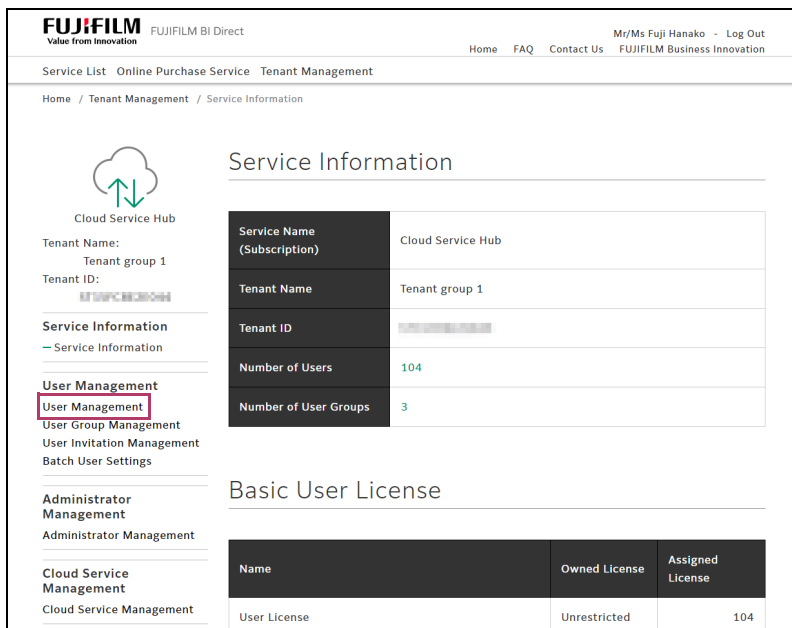 FUJIFILM
Value from Innovation
FUJIFILM BI Direct
Mr/Ms Fuji Hanako - Log Out
Home FAQ Contact Us FUJIFILM Business Innovation
Service List Online Purchase Service Tenant Management
Home / Tenant Management / Service Information
Cloud Service Hub
Tenant Name:
Tenant group 1
Tenant ID:
Service Information
— Service Information
User Management
User Management
User Group Management
User Invitation Management
Batch User Settings
Administrator
Management
Administrator Management
Cloud Service
Management
Cloud Service Management
Service Information
Service Name
(Subscription)
Cloud Service Hub
Tenant Name
Tenant group 1
Tenant ID
Number of Users
104
Number of User Groups
3
Basic User License
Name
Owned License
Assigned
License
User License
Unrestricted
104